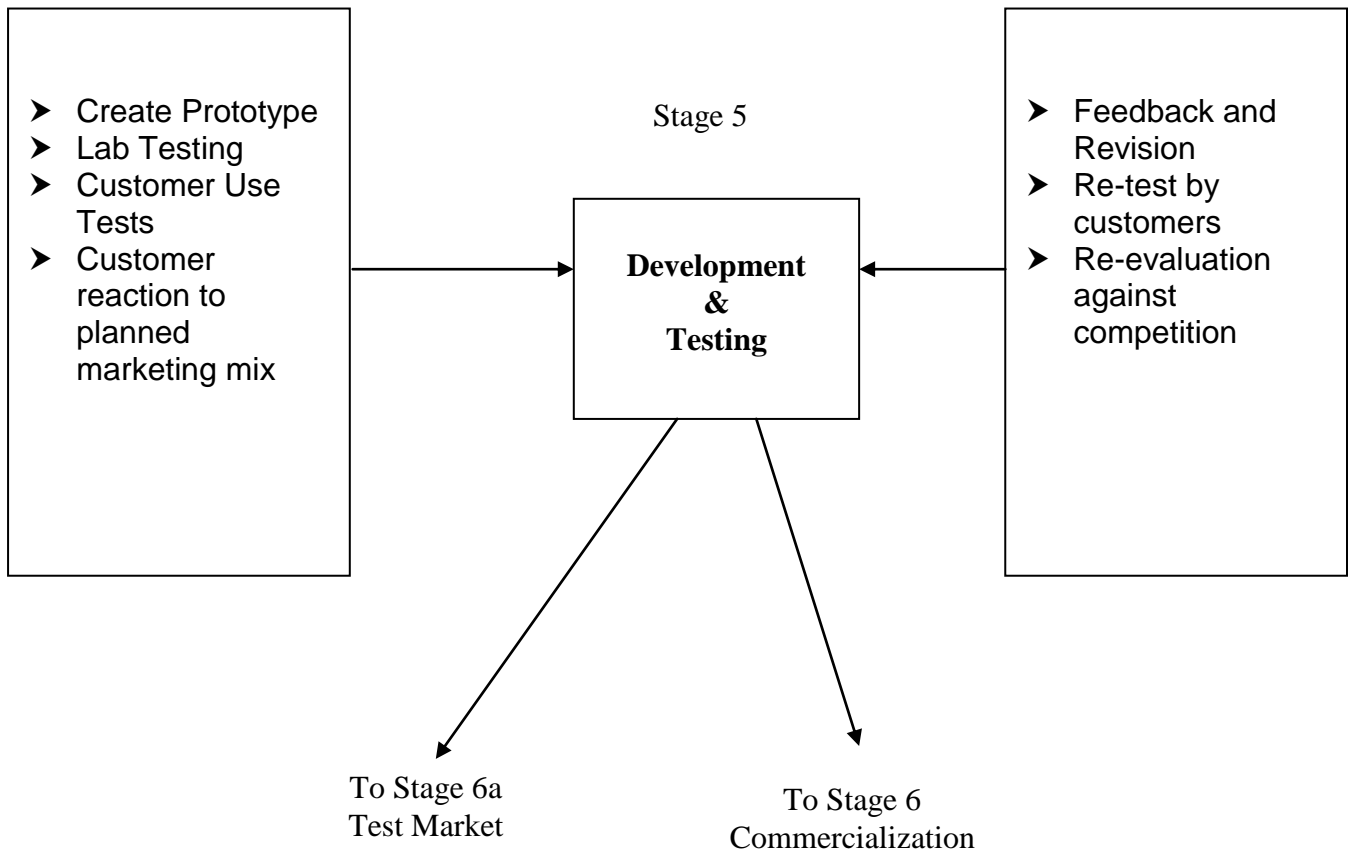 ➤ Create Prototype
➤ Lab Testing
➤ Customer Use
Tests
➤ Customer
reaction to
planned
marketing mix
Stage 5
Development
&
Testing
➤ Feedback and
Revision
➤ Re-test by
customers
➤ Re-evaluation
against
competition
To Stage 6a
Test Market
To Stage 6
Commercialization